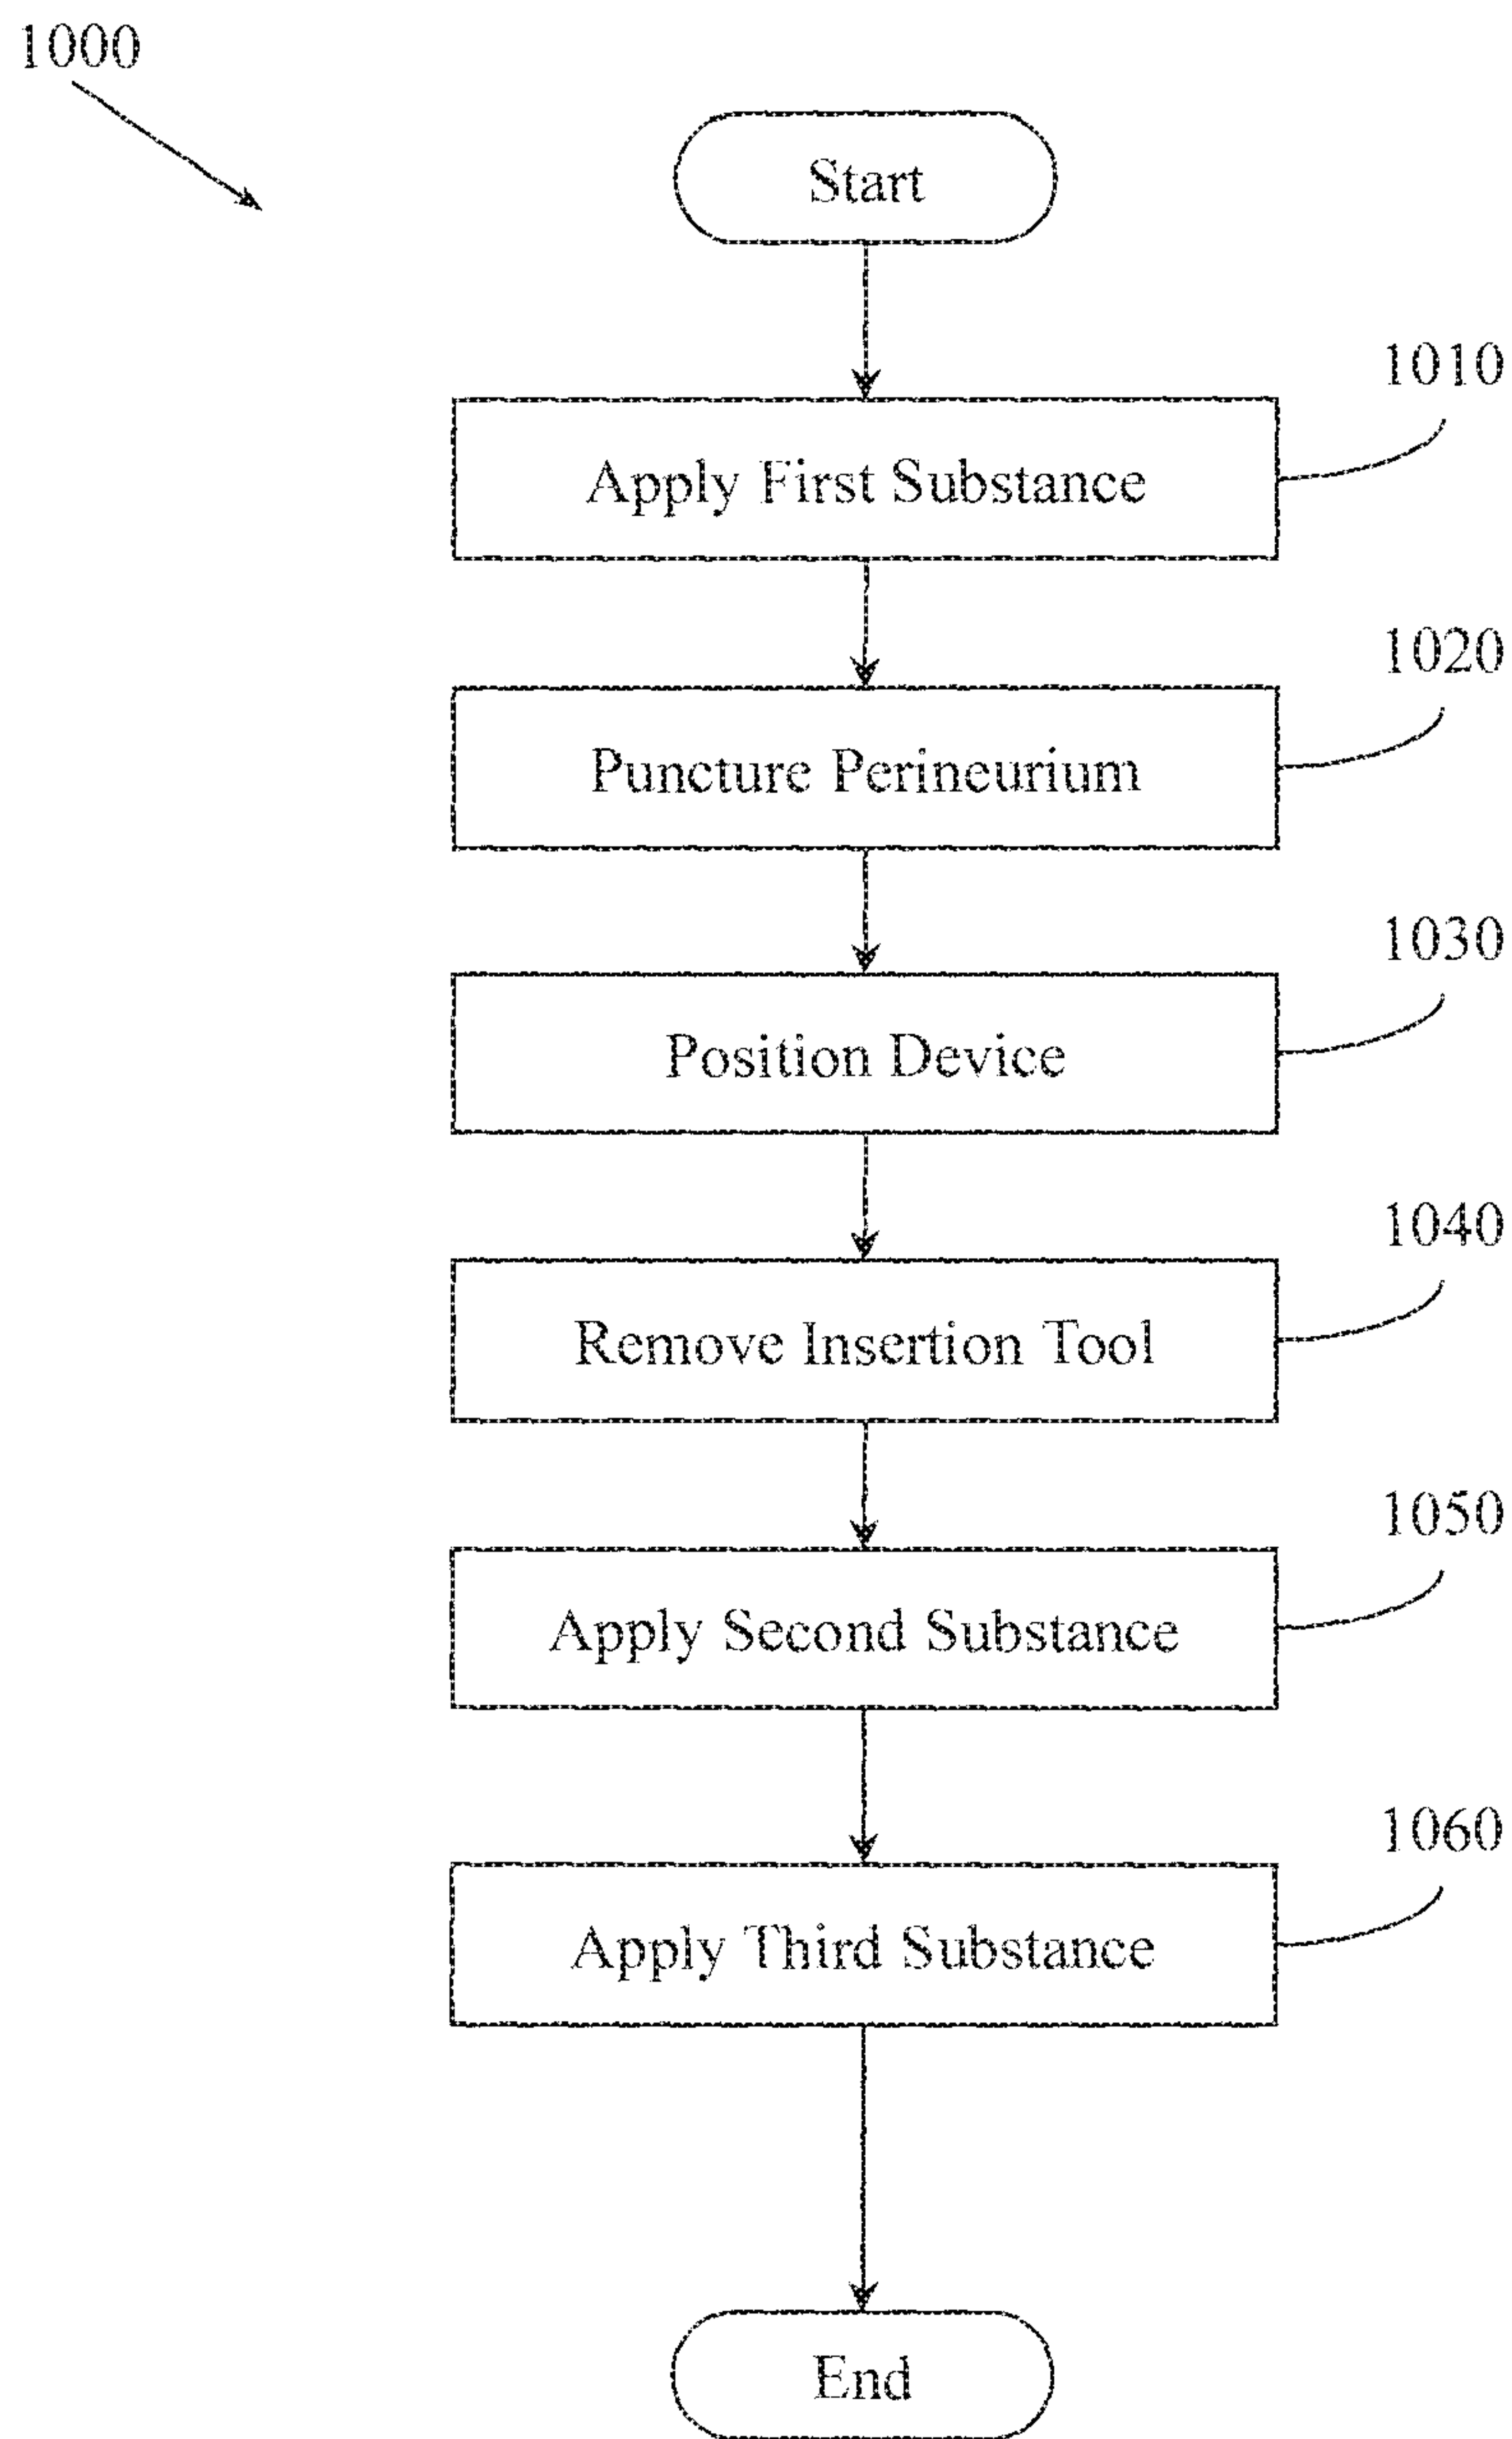 1000
Start
1010
Apply First Substance
1020
Puncture Perineurium
1030
Position Device
1040
Remove Insertion Tool
1050
Apply Second Substance
1060
Apply Third Substance
End